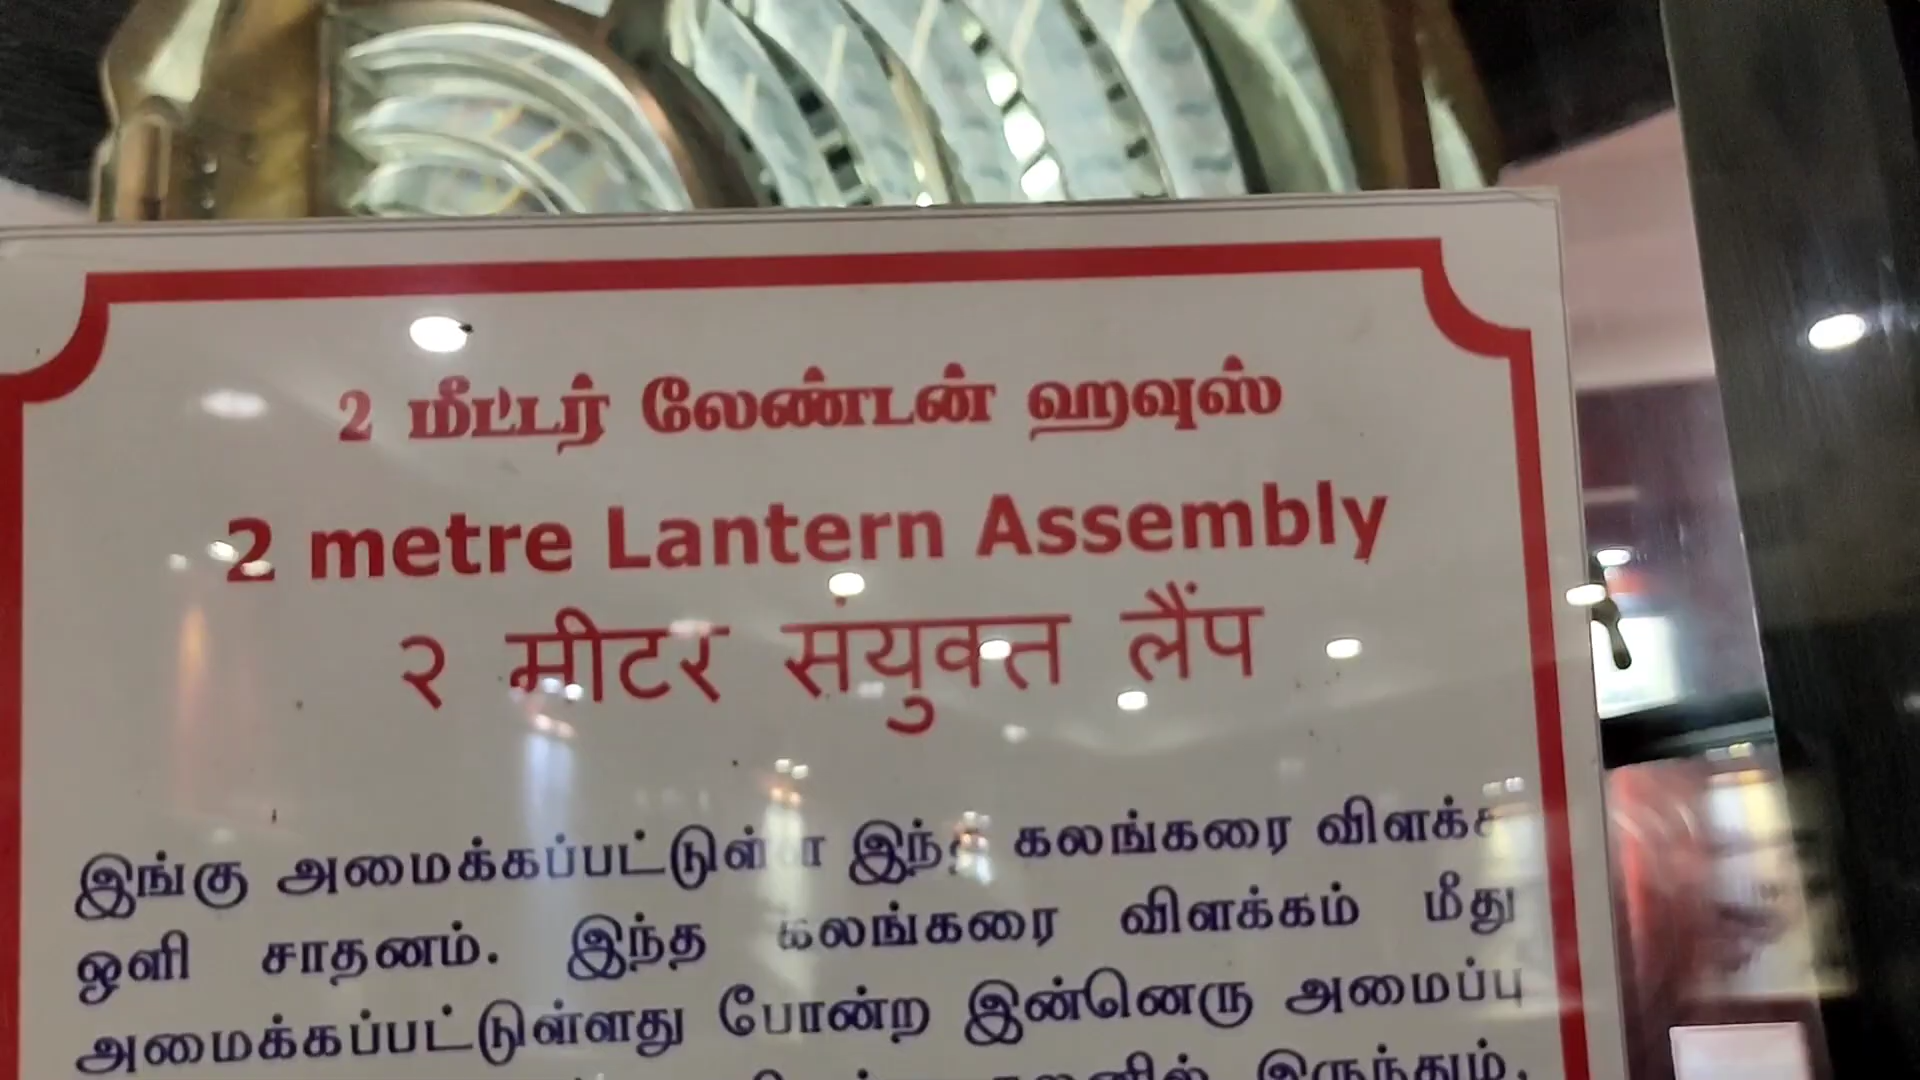 2 மீட்டர் லேண்டன் ஹவுஸ்
2 metre Lantern Assembly
२ मीटर संयुक्त लैंप
இங்கு அமைக்கப்பட்டுள்ள இந்த கலங்கரை விளக்க
ஒளி சாதனம். இந்த கலங்கரை விளக்கம் மீது
அமைக்கப்பட்டுள்ளது போன்ற இன்னெரு அமைப்பு
இருந்தும்.